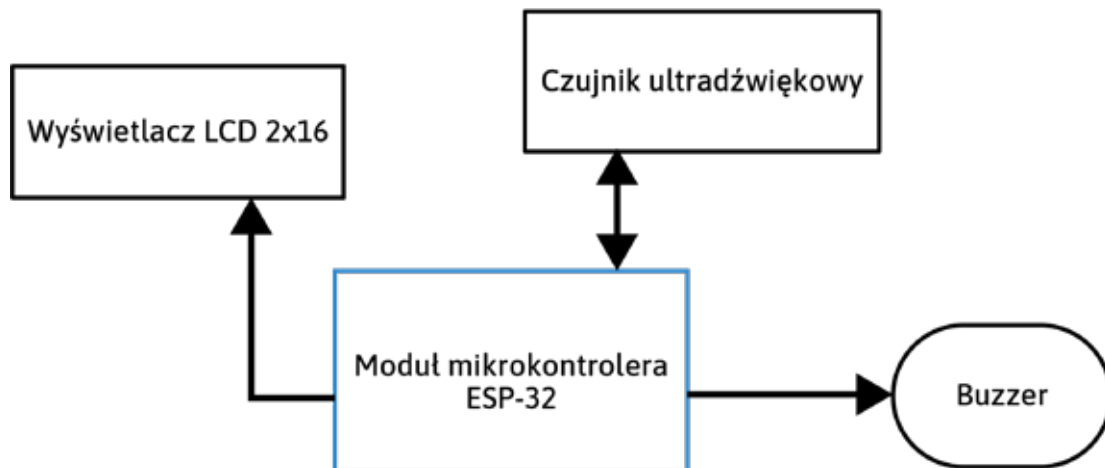 Czujnik ultradźwiękowy
Wyświetlacz LCD 2x16
Moduł mikrokontrolera
ESP-32
Buzzer